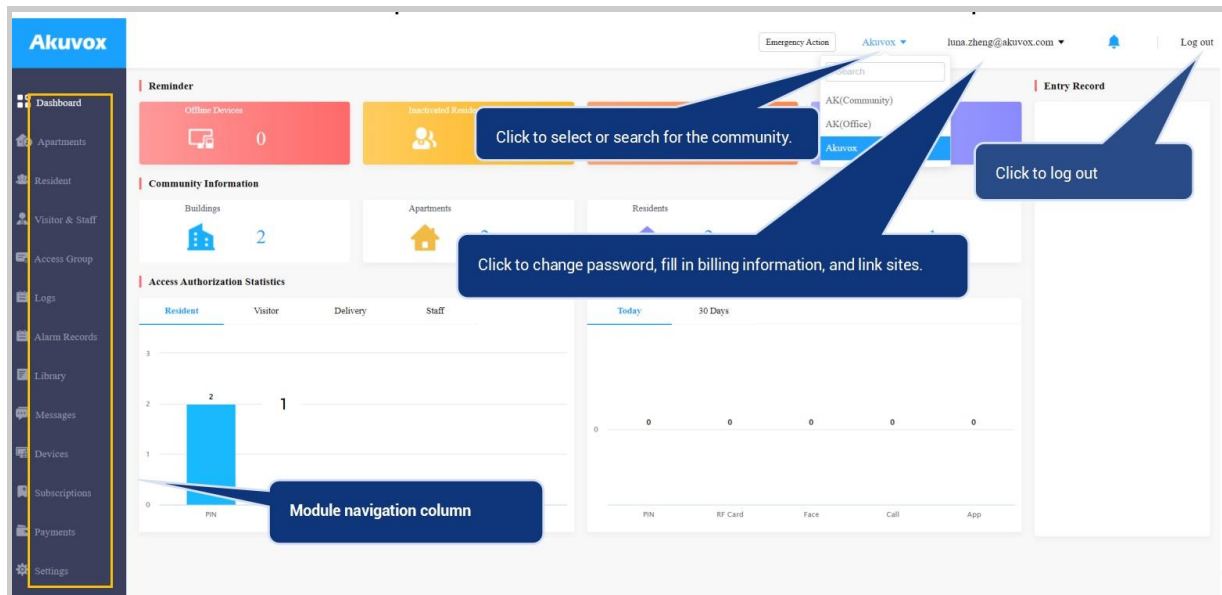 Akuvox
Emergency Action
Akuvox
luna.zheng@akuvox.com
Log out
Search
AK(Community)
AK(Office)
Akuvox
Dashboard
Apartments
Resident
Visitor & Staff
Access Group
Logs
Alarm Records
Library
Messages
Devices
Subscriptions
Payments
Settings
Reminder
Offline Devices
0
Inactivated
Click to select or search for the community.
Click to log out
Entry Record
Community Information
Buildings
2
Apartments
Residents
Click to change password, fill in billing information, and link sites.
Access Authorization Statistics
Resident Visitor Delivery Staff
Today 30 Days
3
2
1
0
2
1
PIN
Module navigation column
0
0 0 0 0 0
PIN RF Card Face Call App